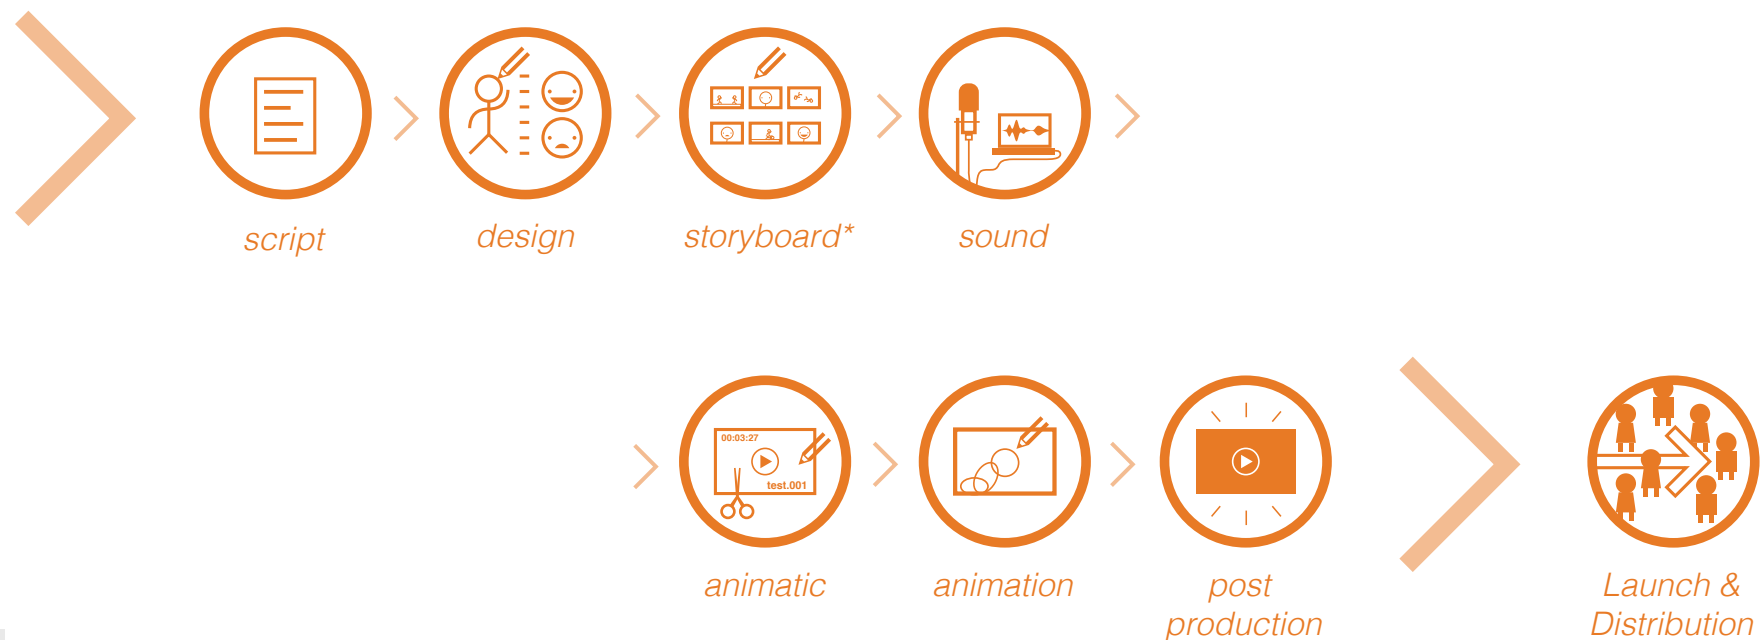 script
design
storyboard*
sound
00:03:27
test.001
animatic
animation
post
production
Launch &
Distribution